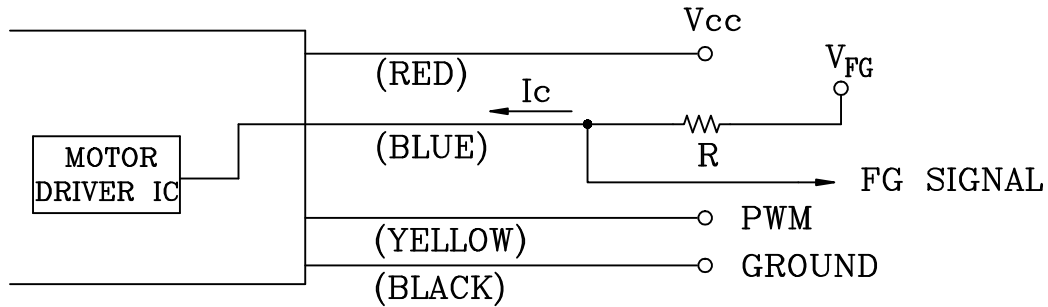 Vcc
V_FG
(RED)
Ic
(BLUE)
R
MOTOR
DRIVER IC
FG SIGNAL
PWM
(YELLOW)
GROUND
(BLACK)